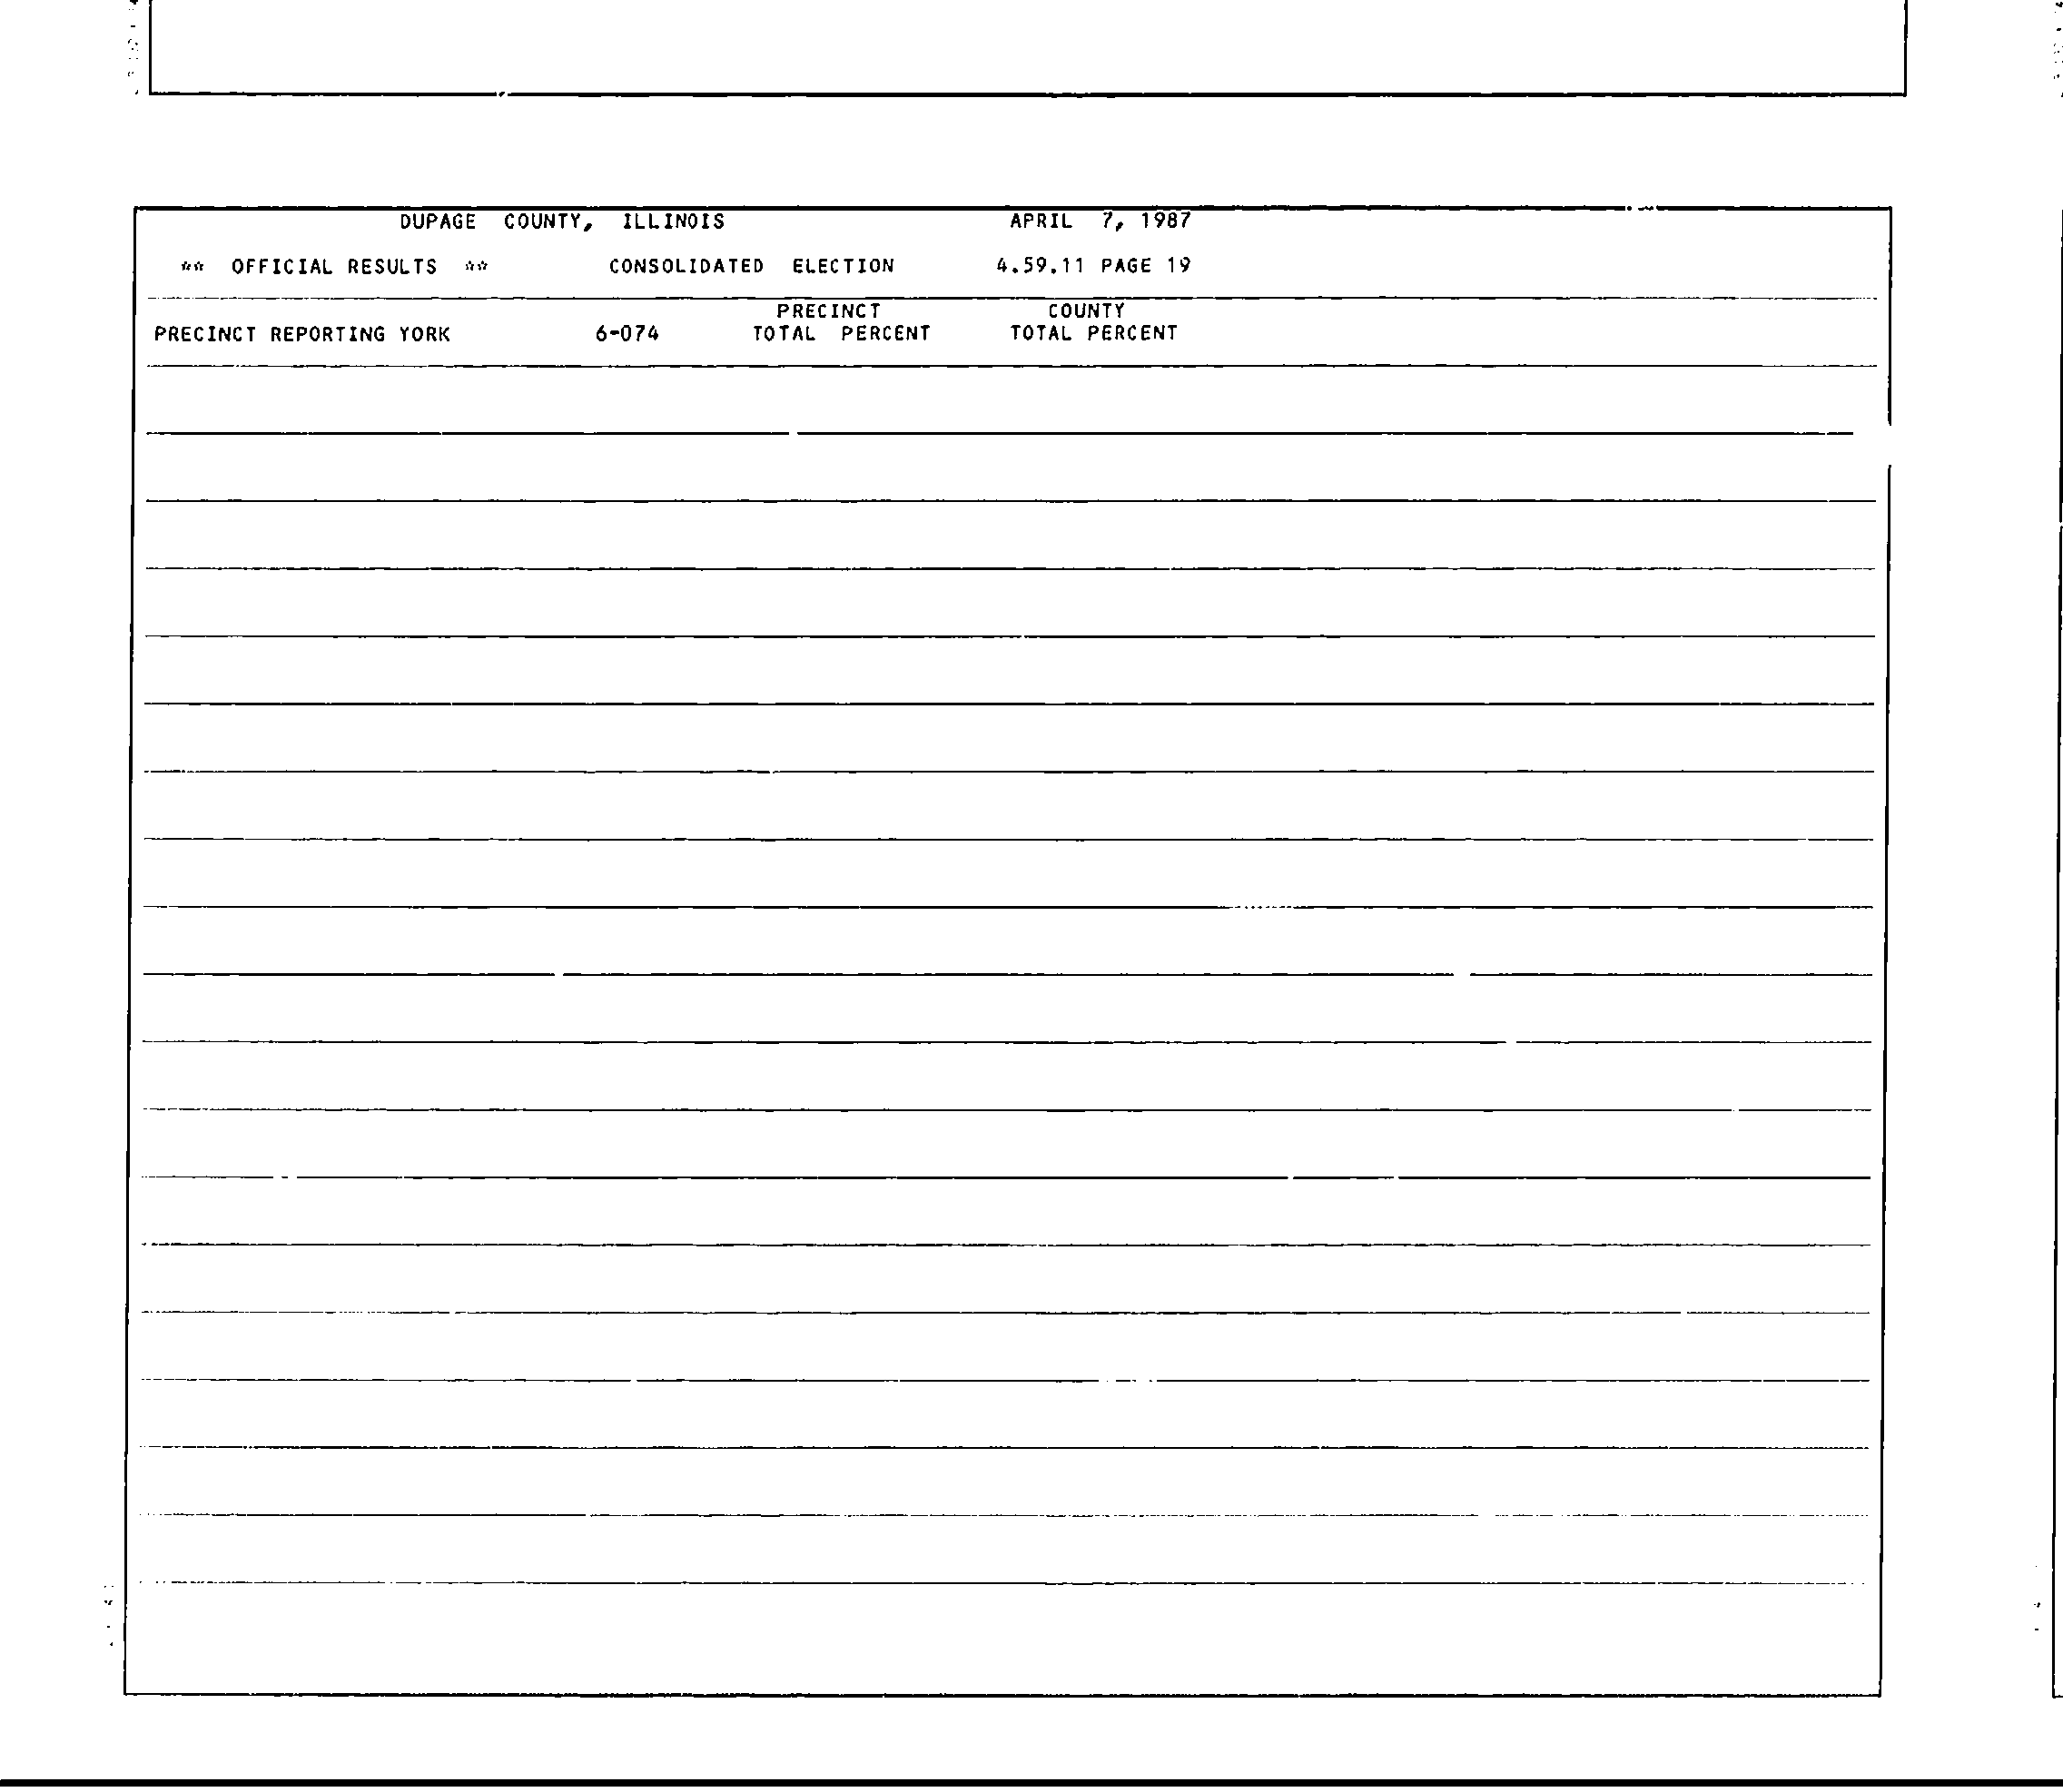 DUPAGE COUNTY, ILLINOIS APRIL 7, 1987
** OFFICIAL RESULTS ** CONSOLIDATED ELECTION 4.59.11 PAGE 19
PRECINCT COUNTY
PRECINCT REPORTING YORK 6-074 TOTAL PERCENT TOTAL PERCENT